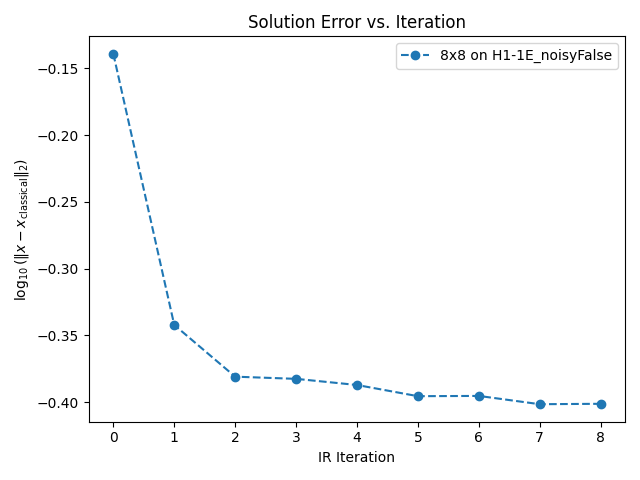 Solution Error vs. Iteration
8x8 on H1-1E_noisyFalse
log₁₀(‖x − x_classical‖₂)
−0.15
−0.20
−0.25
−0.30
−0.35
−0.40
0 1 2 3 4 5 6 7 8
IR Iteration